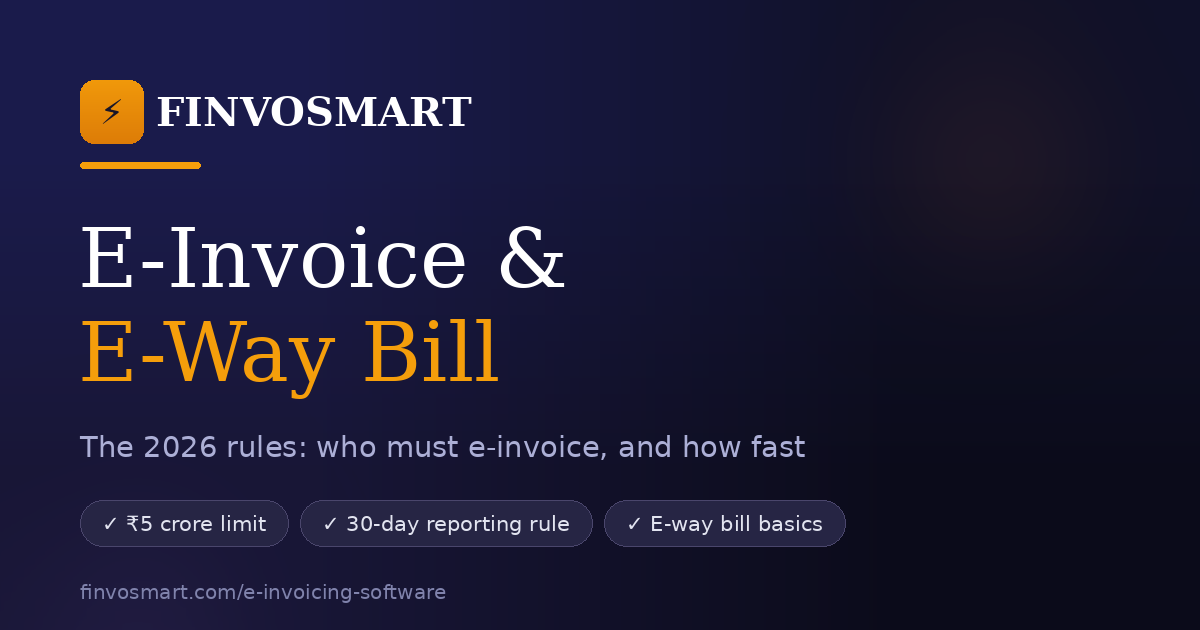 ⚡ FINVOSMART
E-Invoice &
E-Way Bill
The 2026 rules: who must e-invoice, and how fast
✓ ₹5 crore limit ✓ 30-day reporting rule ✓ E-way bill basics
finvosmart.com/e-invoicing-software